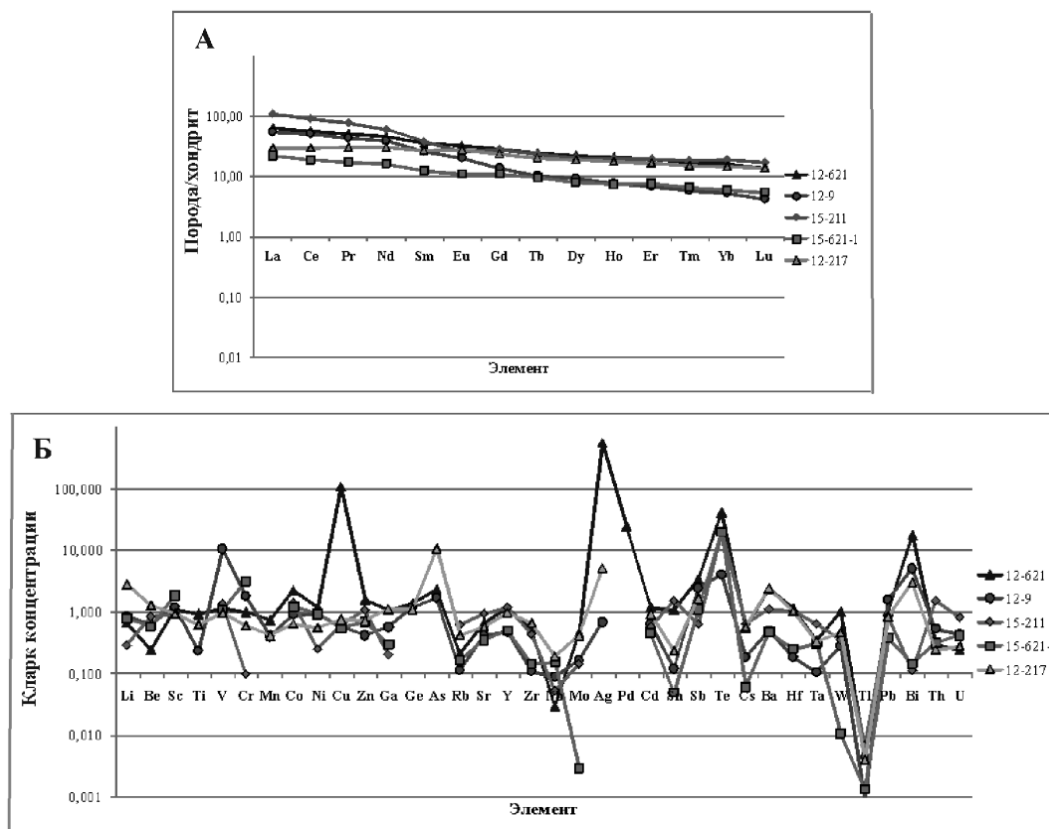 А
Порода/хондрит
100,00
10,00
1,00
0,10
0,01
La Ce Pr Nd Sm Eu Gd Tb Dy Ho Er Tm Yb Lu
Элемент
12-621
12-9
15-211
15-621-1
12-217
Б
Кларк концентрации
100,000
10,000
1,000
0,100
0,010
0,001
Li Be Sc Ti V Cr Mn Co Ni Cu Zn Ga Ge As Rb Sr Y Zr Nb Mo Ag Pd Cd Sn Sb Te Cs Ba Hf Ta W Tl Pb Bi Th U
Элемент
12-621
12-9
15-211
15-621-
12-217